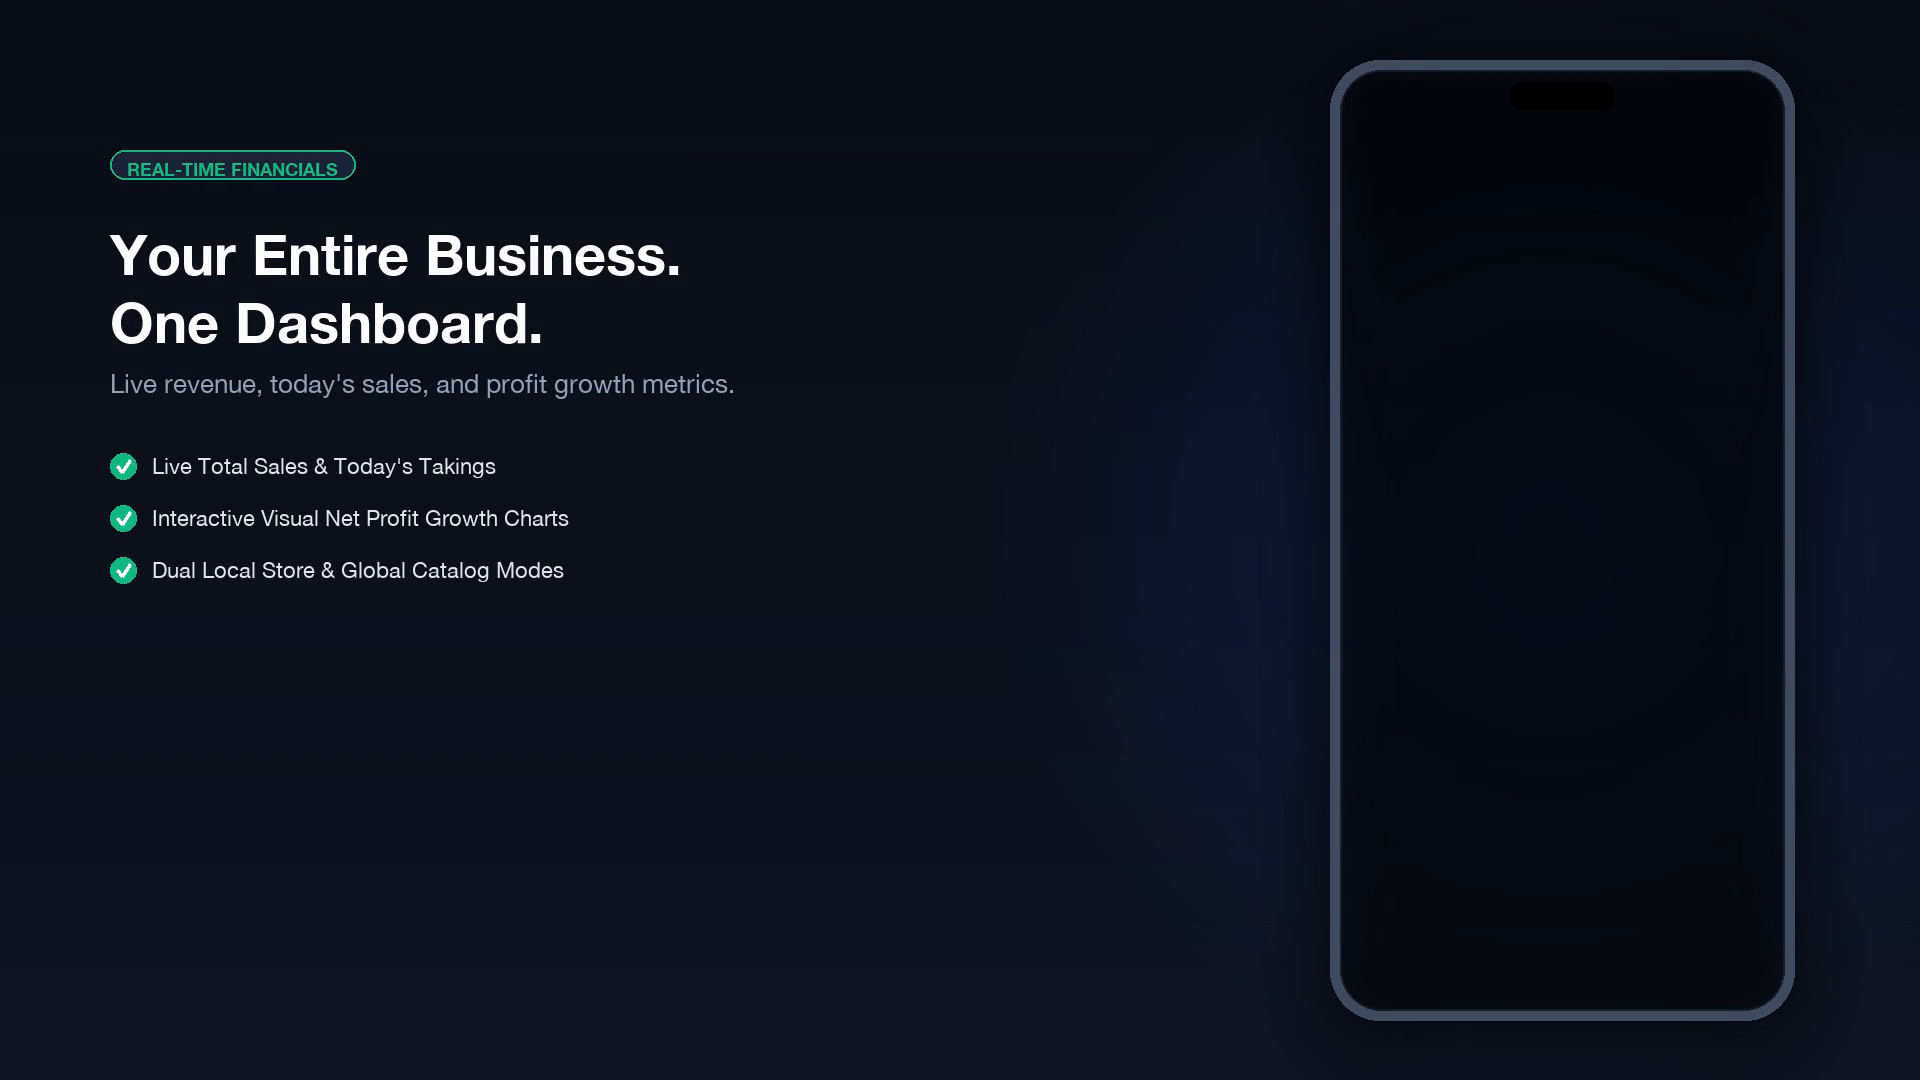 REAL-TIME FINANCIALS
Your Entire Business.
One Dashboard.
Live revenue, today's sales, and profit growth metrics.
Live Total Sales & Today's Takings
Interactive Visual Net Profit Growth Charts
Dual Local Store & Global Catalog Modes